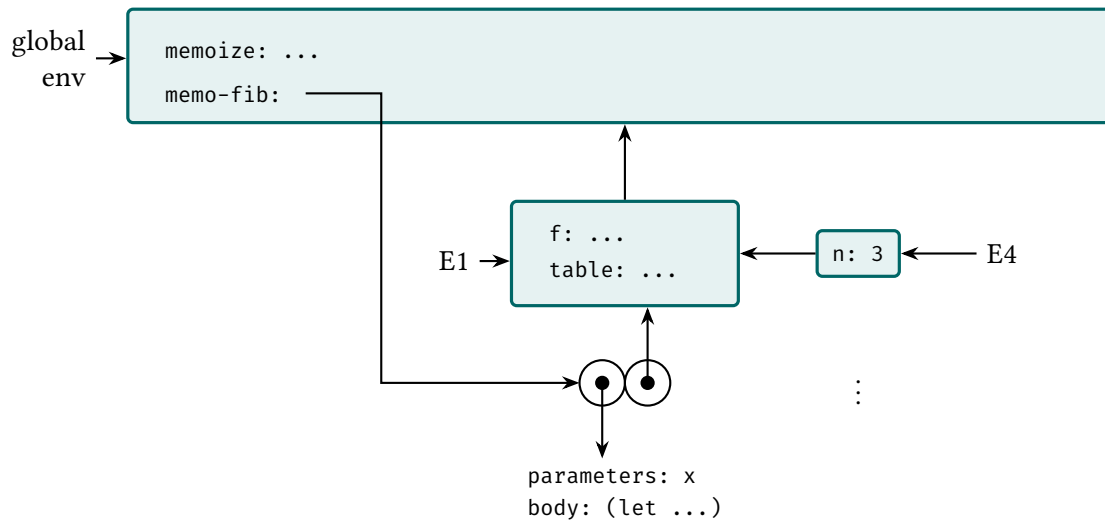 global
env
memoize: ...
memo-fib:
E1
f: ...
table: ...
n: 3
E4
⋮
parameters: x
body: (let ...)